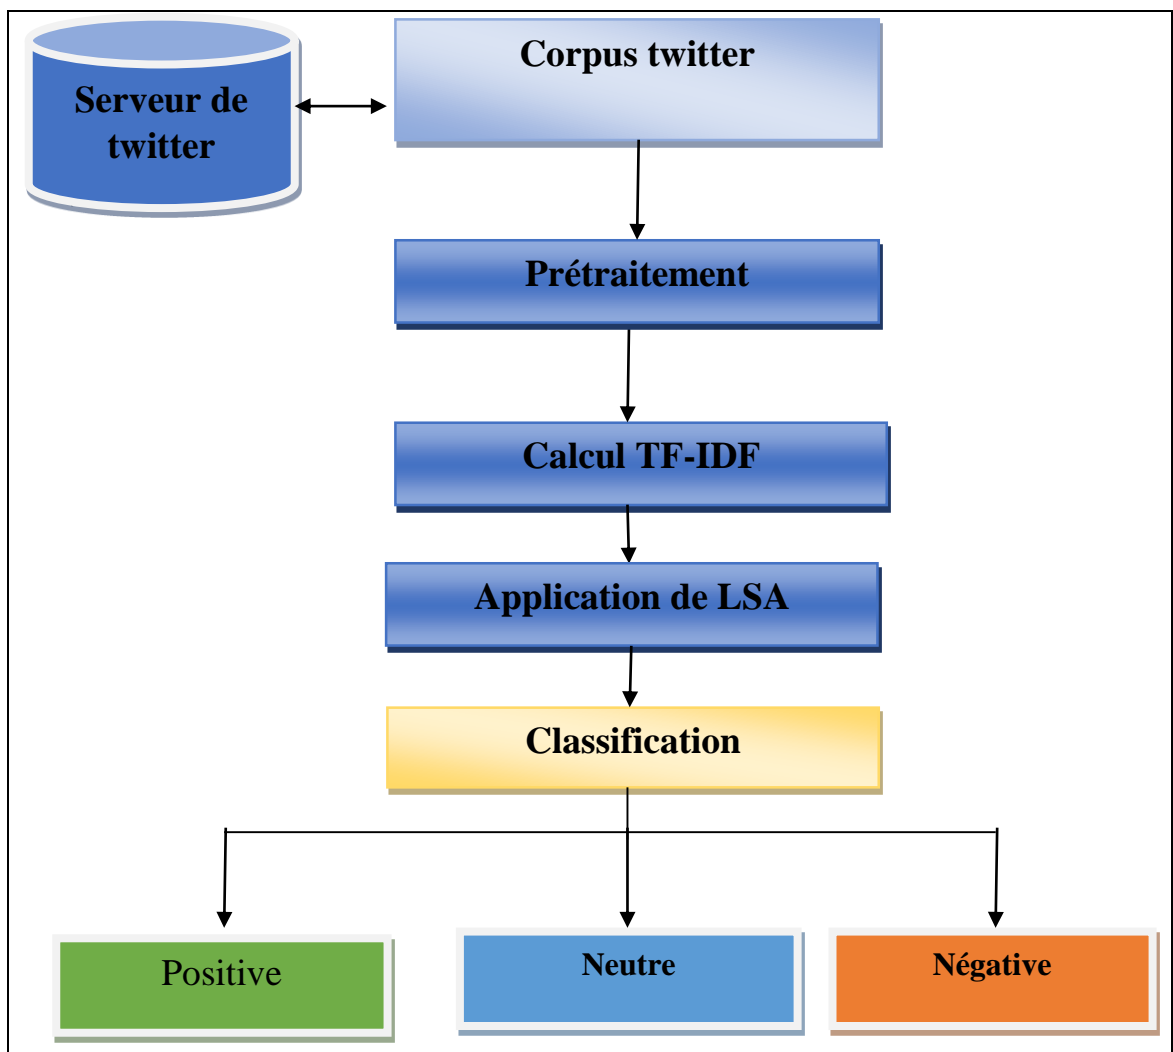 Serveur de
twitter
Corpus twitter
Prétraitement
Calcul TF-IDF
Application de LSA
Classification
Positive
Neutre
Négative